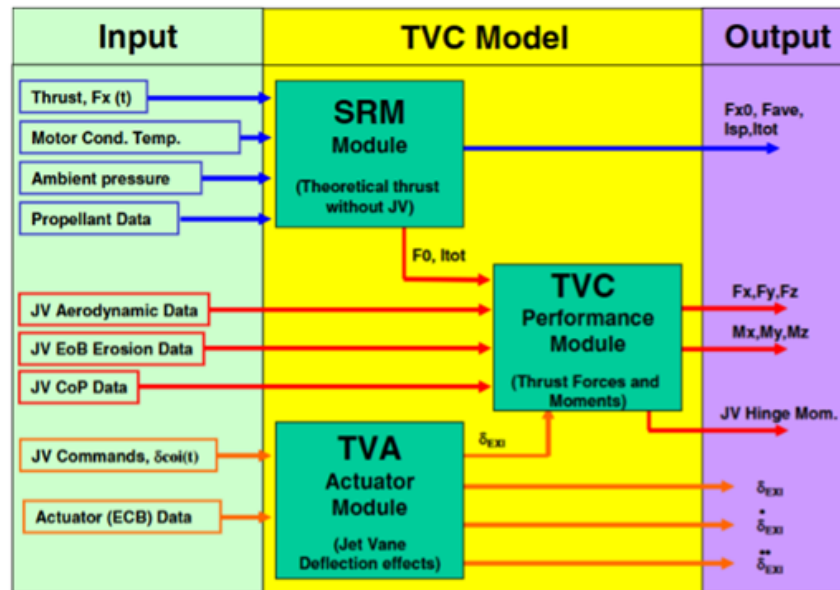 Input
TVC Model
Output
Thrust, Fx (t)
Motor Cond. Temp.
Ambient pressure
Propellant Data
SRM
Module
(Theoretical thrust
without JV)
Fx0, Fave,
Isp,Itot
F0, Itot
JV Aerodynamic Data
JV EoB Erosion Data
JV CoP Data
TVC
Performance
Module
(Thrust Forces and
Moments)
Fx,Fy,Fz
Mx,My,Mz
JV Hinge Mom.
JV Commands, δcoi(t)
Actuator (ECB) Data
TVA
Actuator
Module
(Jet Vane
Deflection effects)
δEXI
δEXI
δ̇EXI
δ̈EXI